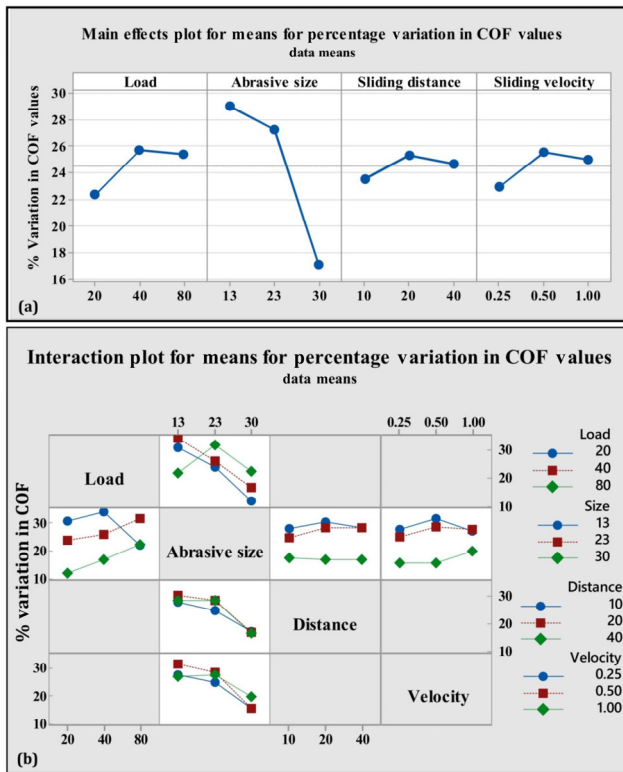 Main effects plot for means for percentage variation in COF values
data means
Load Abrasive size Sliding distance Sliding velocity
% Variation in COF values
30
28
26
24
22
20
18
16
20 40 80 13 23 30 10 20 40 0.25 0.50 1.00
(a)
Interaction plot for means for percentage variation in COF values
data means
13 23 30 0.25 0.50 1.00
% variation in COF
Load
30
20
10
Load
20
40
80
30
20
10
Abrasive size
Size
13
23
30
Distance
30
20
10
Distance
10
20
40
30
20
10
Velocity
Velocity
0.25
0.50
1.00
20 40 80 10 20 40
(b)